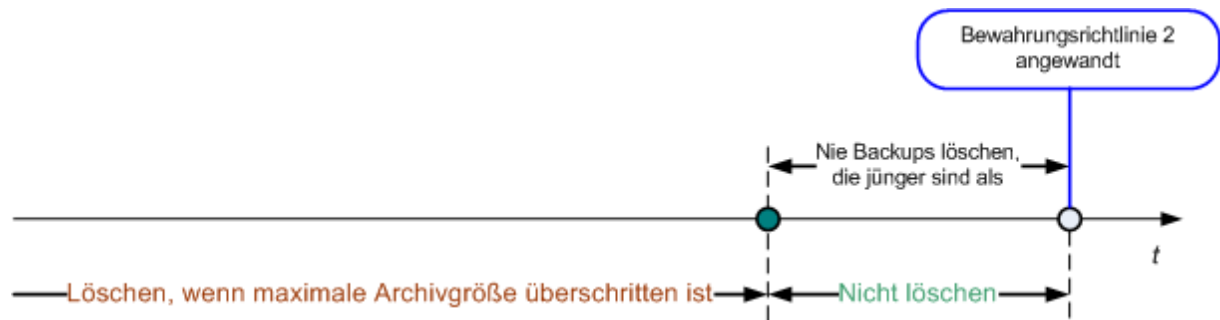 Bewahrungsrichtlinie 2
angewandt
Nie Backups löschen,
die jünger sind als
t
Löschen, wenn maximale Archivgröße überschritten ist
Nicht löschen